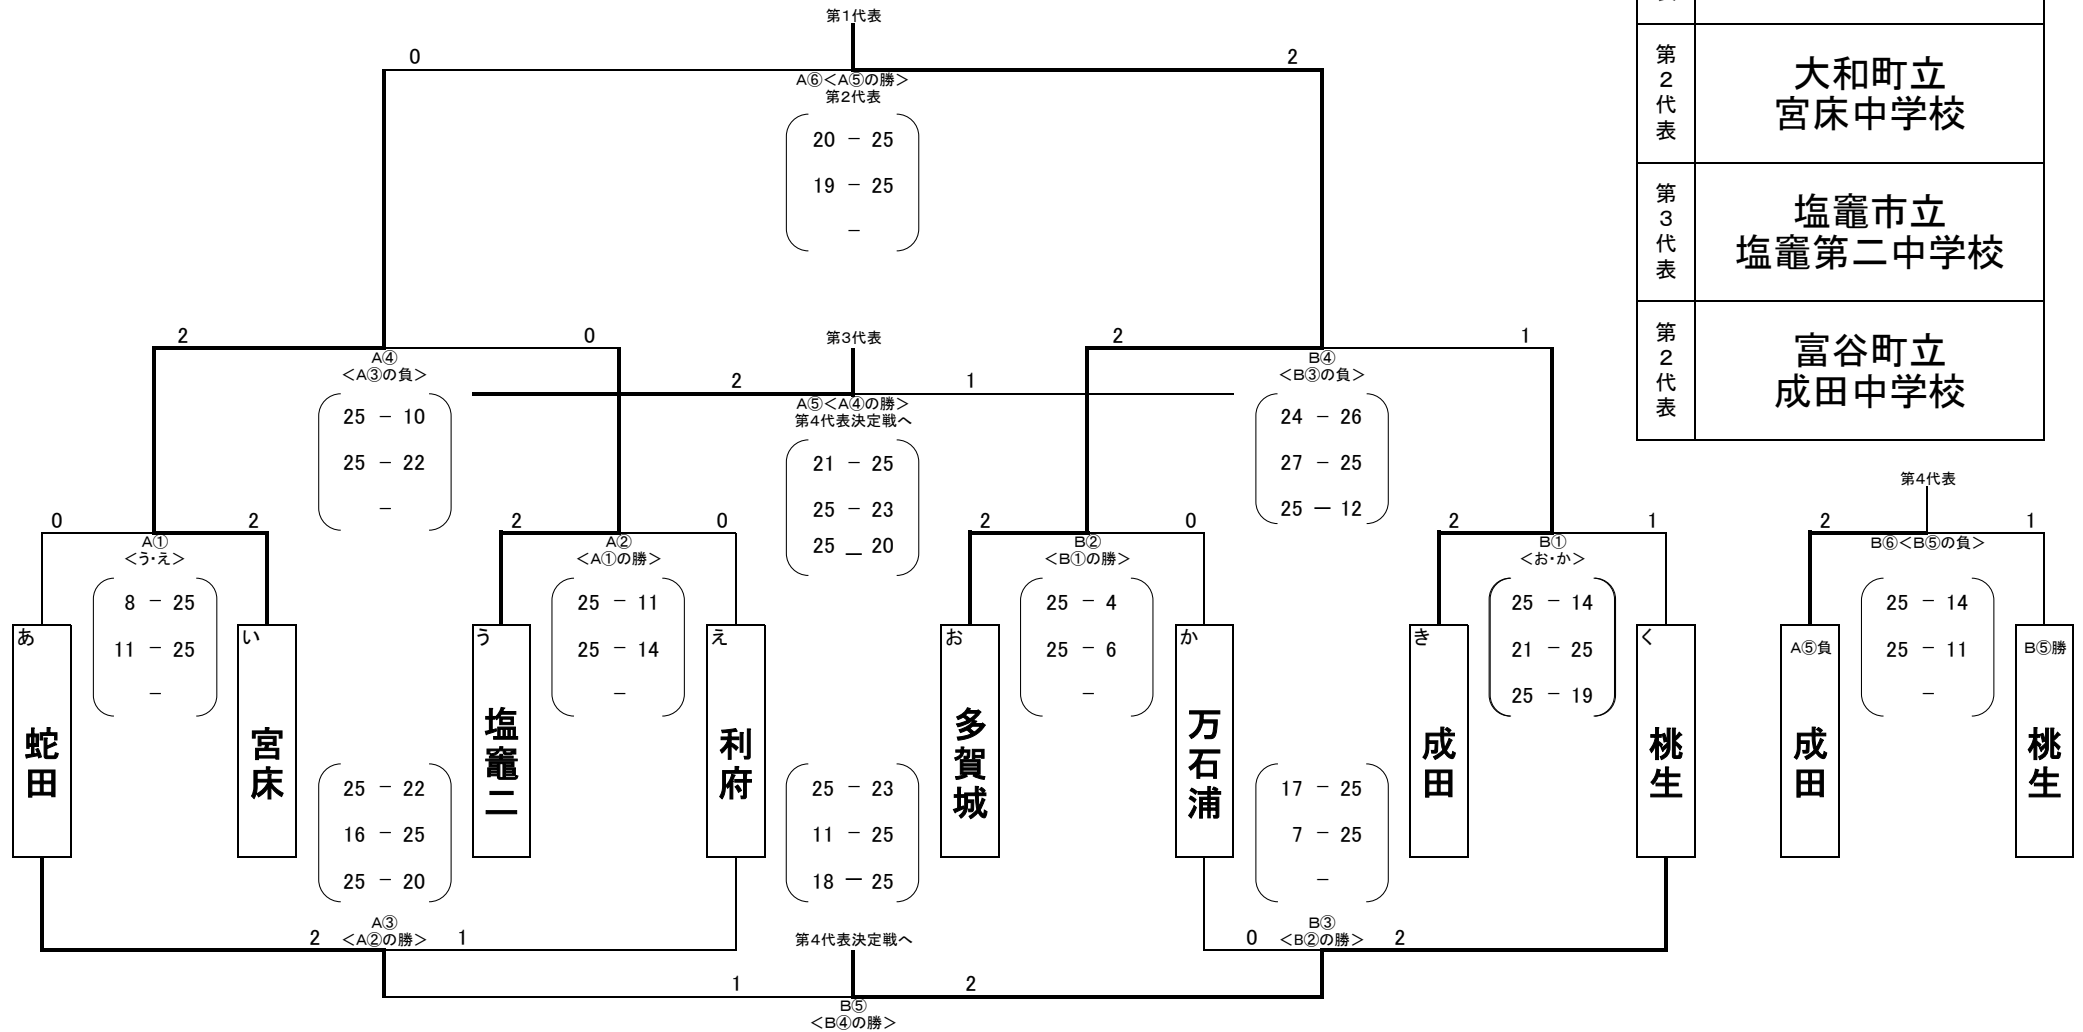 第1代表
0
2
A⑥<A⑤の勝>
第2代表
20 － 25
19 － 25
－
第2代表
大和町立
宮床中学校
第3代表
塩竈市立
塩竈第二中学校
第2代表
富谷町立
成田中学校
2
0
A④
<A③の負>
25 － 10
25 － 22
－
第3代表
2
1
A⑤<A④の勝>
第4代表決定戦へ
21 － 25
25 － 23
25 － 20
2
1
B④
<B③の負>
24 － 26
27 － 25
25 － 12
第4代表
0
2
A①
<う・え>
8 － 25
11 － 25
－
2
0
A②
<A①の勝>
25 － 11
25 － 14
－
2
0
B②
<B①の勝>
25 － 4
25 － 6
－
2
1
B①
<お・か>
25 － 14
21 － 25
25 － 19
2
1
B⑥<B⑤の負>
25 － 14
25 － 11
－
あ
蛇田
い
宮床
う
塩竈二
え
利府
お
多賀城
か
万石浦
き
成田
く
桃生
A⑤負
成田
B⑤勝
桃生
25 － 22
16 － 25
25 － 20
A③
2 <A②の勝> 1
25 － 23
11 － 25
18 － 25
第4代表決定戦へ
17 － 25
7 － 25
－
B③
0 <B②の勝> 2
1
2
B⑤
<B④の勝>